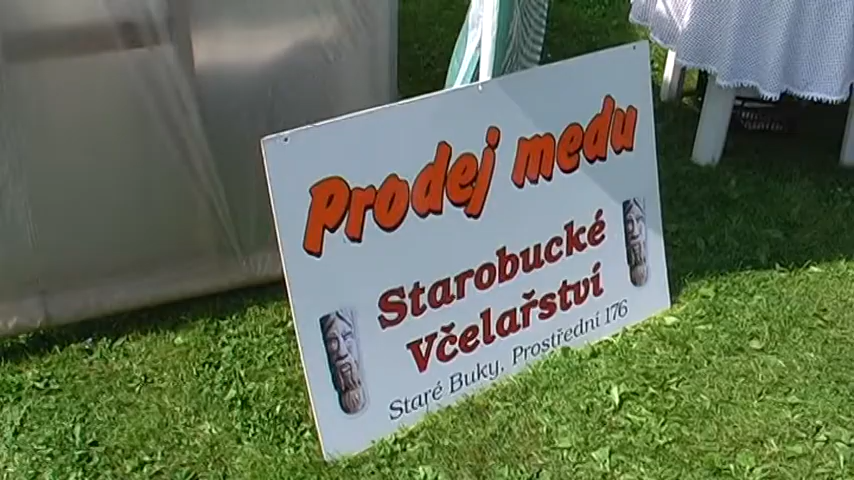 Prodej medu
Starobucké
Včelařství
Staré Buky, Prostřední 176